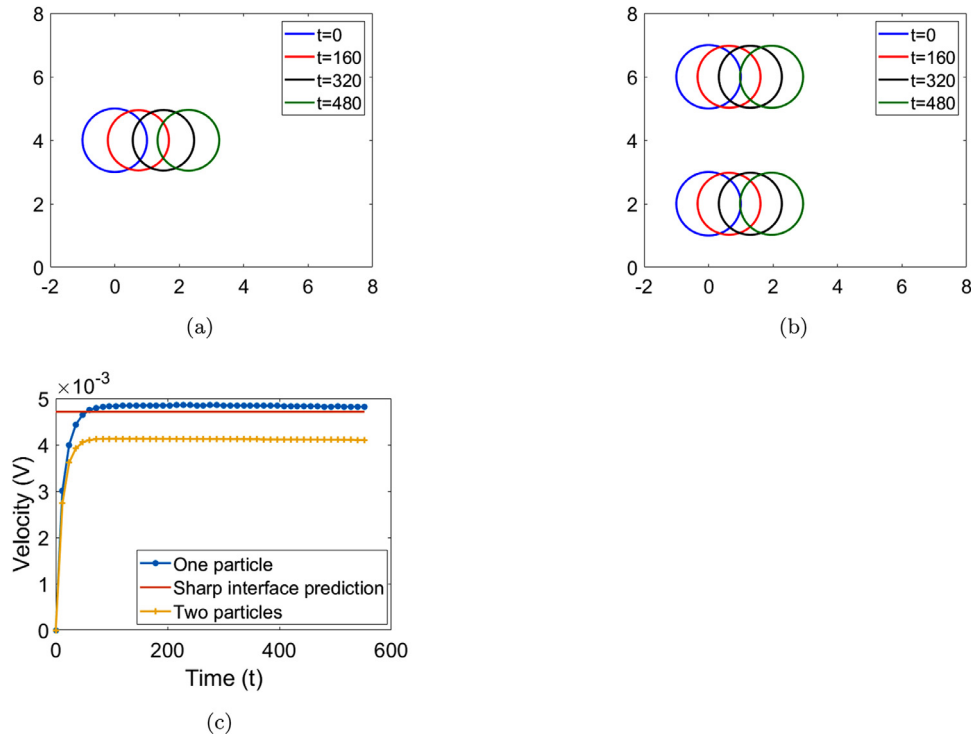 8
6
4
2
0
-2 0 2 4 6 8
t=0
t=160
t=320
t=480
(a)
8
6
4
2
0
-2 0 2 4 6 8
t=0
t=160
t=320
t=480
(b)
×10⁻³
5
4
3
2
1
0
Velocity (V)
0 200 400 600
Time (t)
One particle
Sharp interface prediction
Two particles
(c)